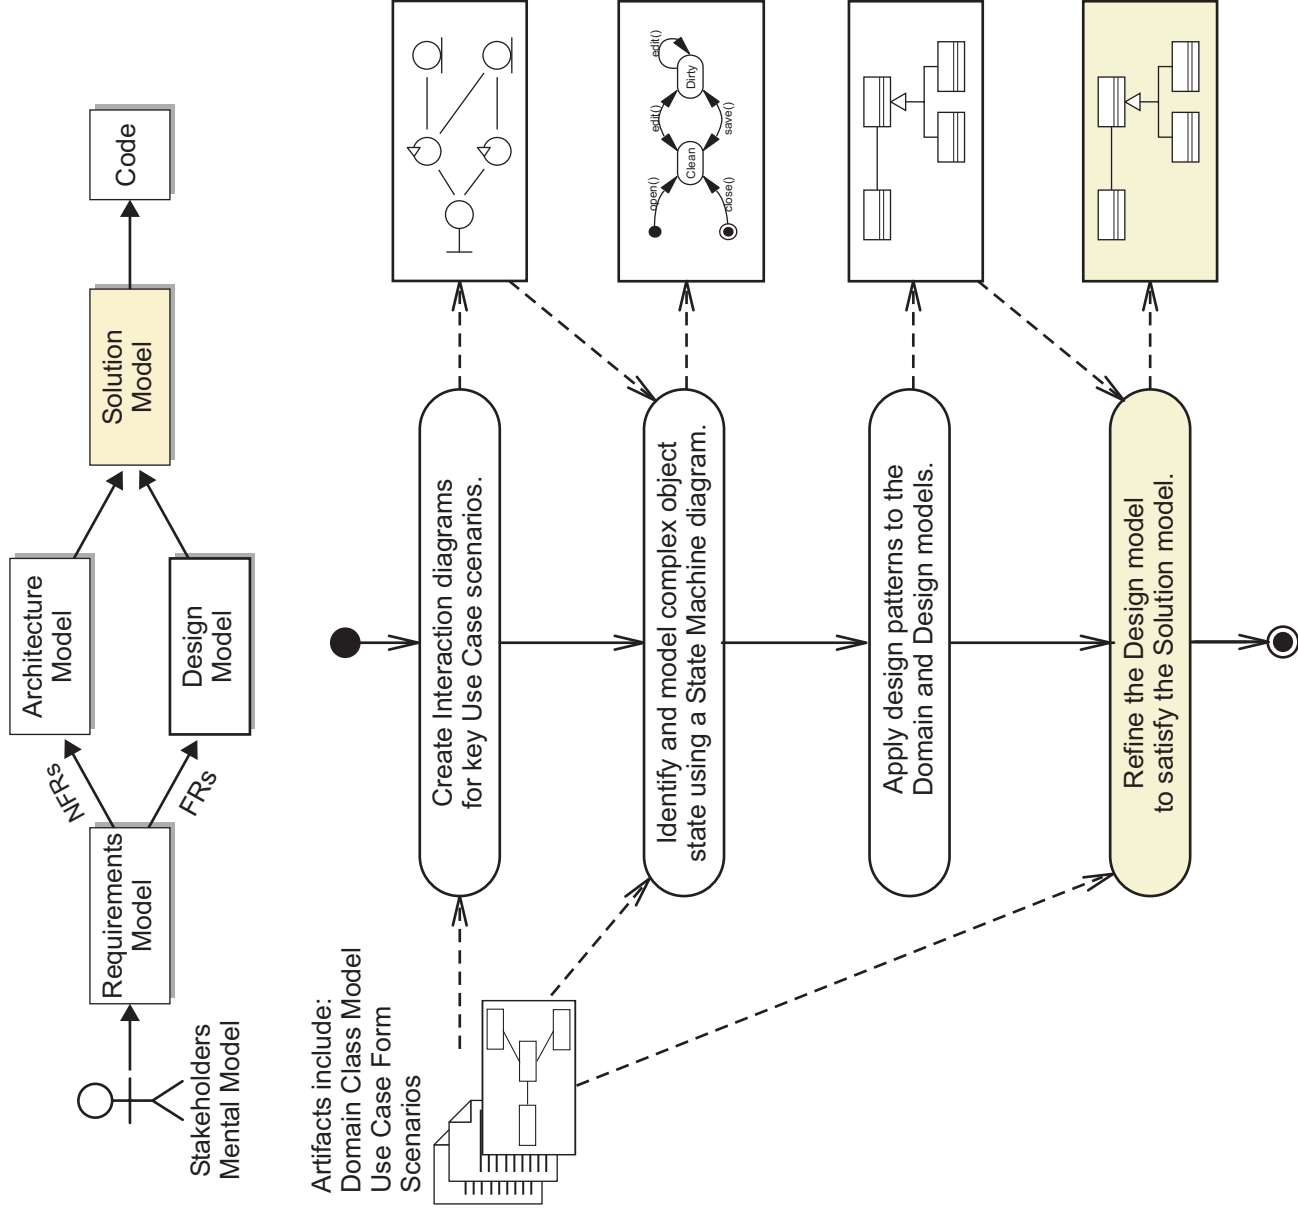 Stakeholders
Mental Model
Requirements
Model
NFRs
FRs
Architecture
Model
Design
Model
Solution
Model
Code
Artifacts include:
Domain Class Model
Use Case Form
Scenarios
Create Interaction diagrams
for key Use Case scenarios.
Identify and model complex object
state using a State Machine diagram.
open()
close()
Clean
edit()
save()
Dirty
edit()
Apply design patterns to the
Domain and Design models.
Refine the Design model
to satisfy the Solution model.